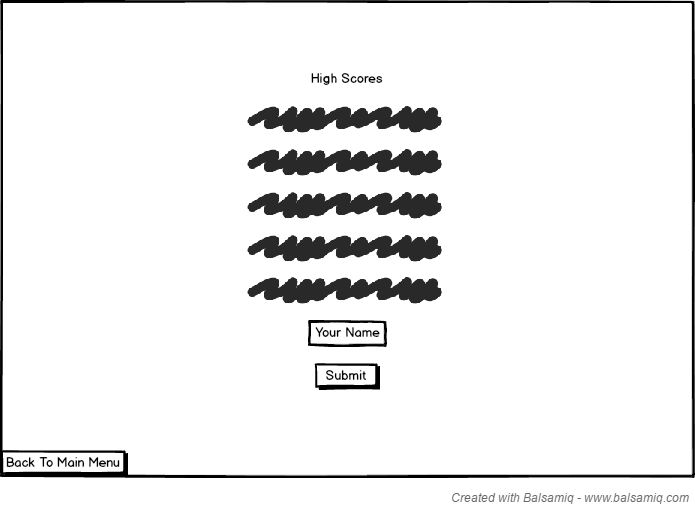 High Scores
Your Name
Submit
Back To Main Menu
Created with Balsamiq - www.balsamiq.com